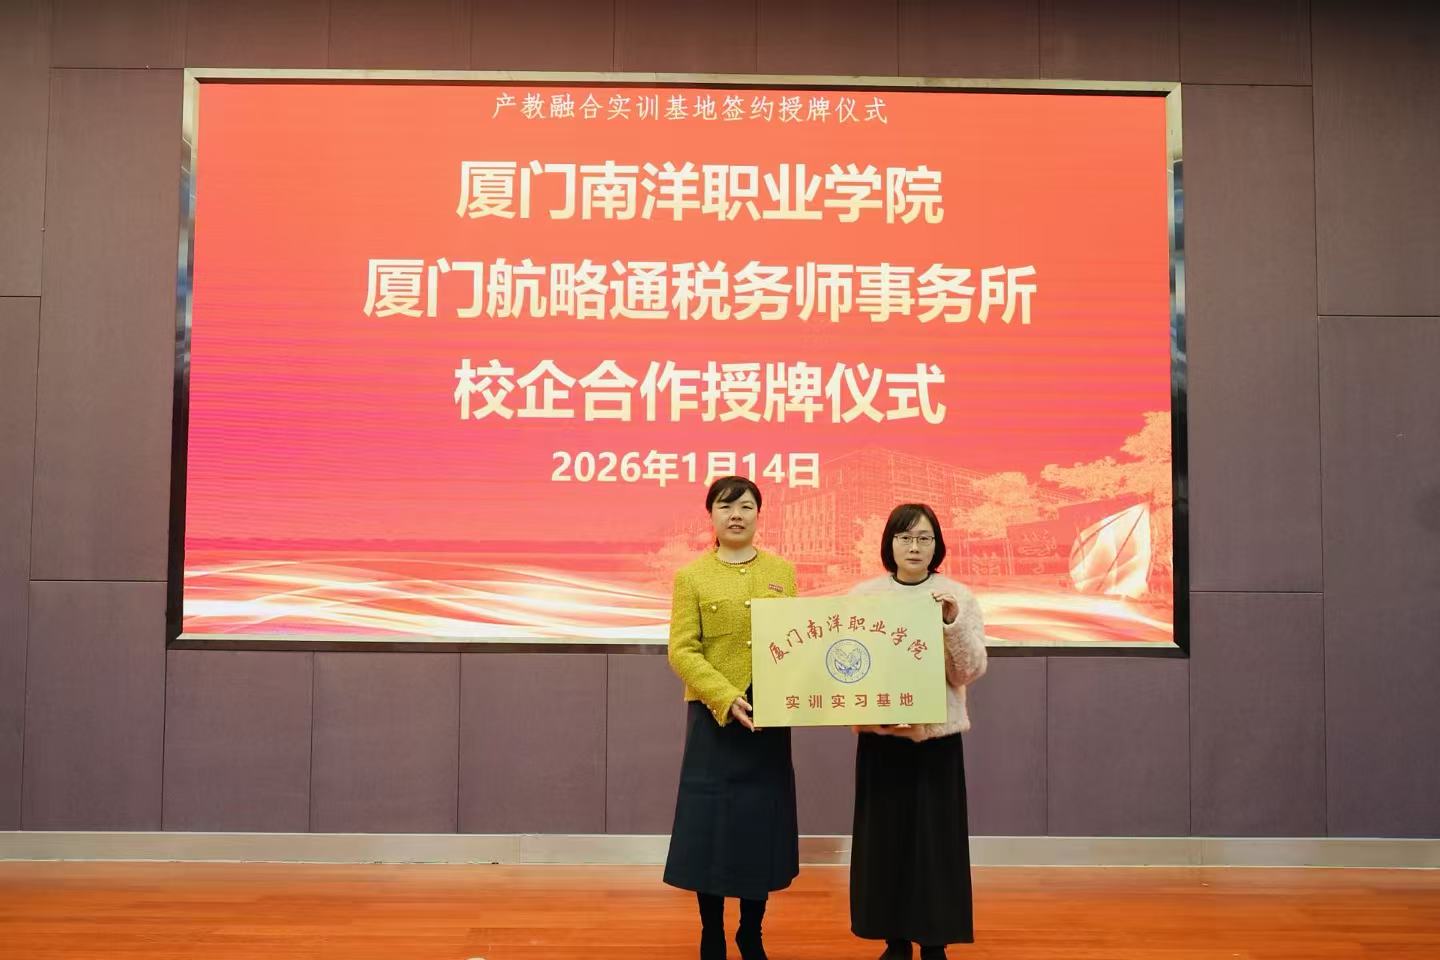 产教融合实训基地签约授牌仪式
厦门南洋职业学院
厦门航略通税务师事务所
校企合作授牌仪式
2026年1月14日
厦门南洋职业学院
实训实习基地